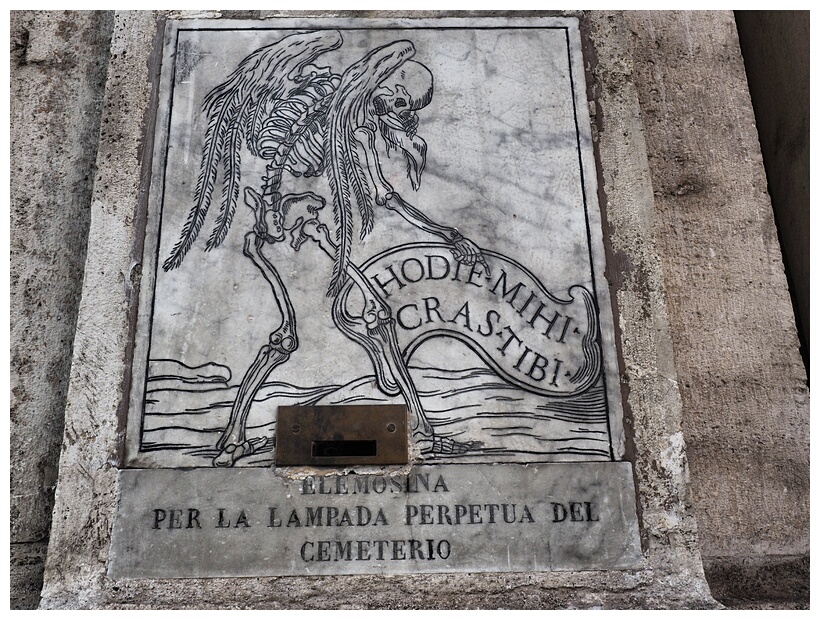 HODIE·MIHI·
CRAS·TIBI·
ELEMOSINA
PER LA LAMPADA PERPETUA DEL
CEMETERIO